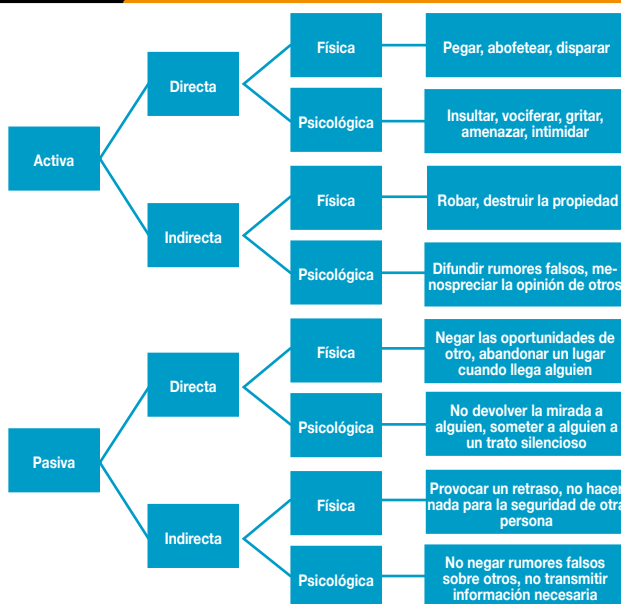 Activa
Directa
Física
Pegar, abofetear, disparar
Psicológica
Insultar, vociferar, gritar,
amenazar, intimidar
Indirecta
Física
Robar, destruir la propiedad
Psicológica
Difundir rumores falsos, me-
nospreciar la opinión de otros
Pasiva
Directa
Física
Negar las oportunidades de
otro, abandonar un lugar
cuando llega alguien
Psicológica
No devolver la mirada a
alguien, someter a alguien a
un trato silencioso
Indirecta
Física
Provocar un retraso, no hacer
nada para la seguridad de otra
persona
Psicológica
No negar rumores falsos
sobre otros, no transmitir
información necesaria